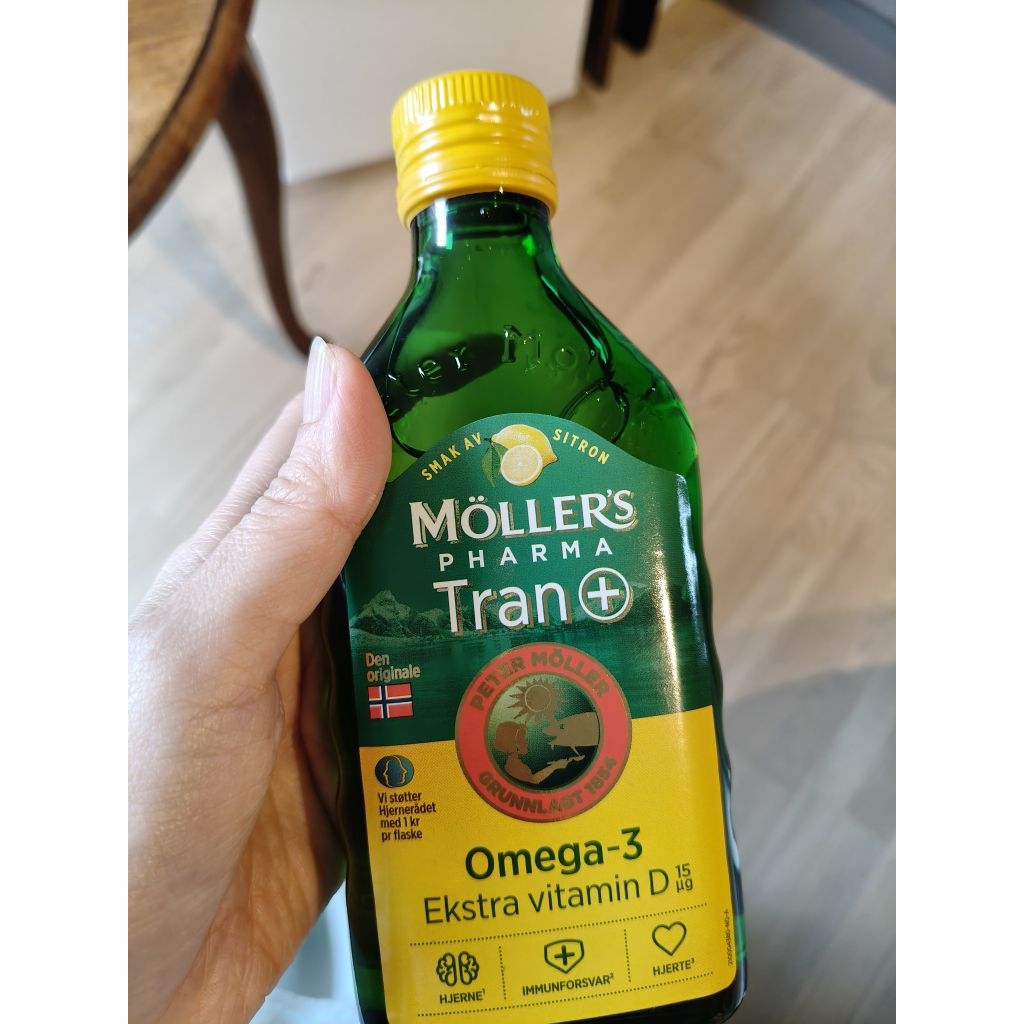 SMAK AV SITRON
MÖLLER'S
PHARMA
Tran +
Den
originale
PETER MÖLLER
GRUNNLAGT 1854
Vi støtter
Hjernerådet
med 1 kr
pr flaske
Omega-3
Ekstra vitamin D 15 µg
HJERNE¹
IMMUNFORSVAR²
HJERTE³